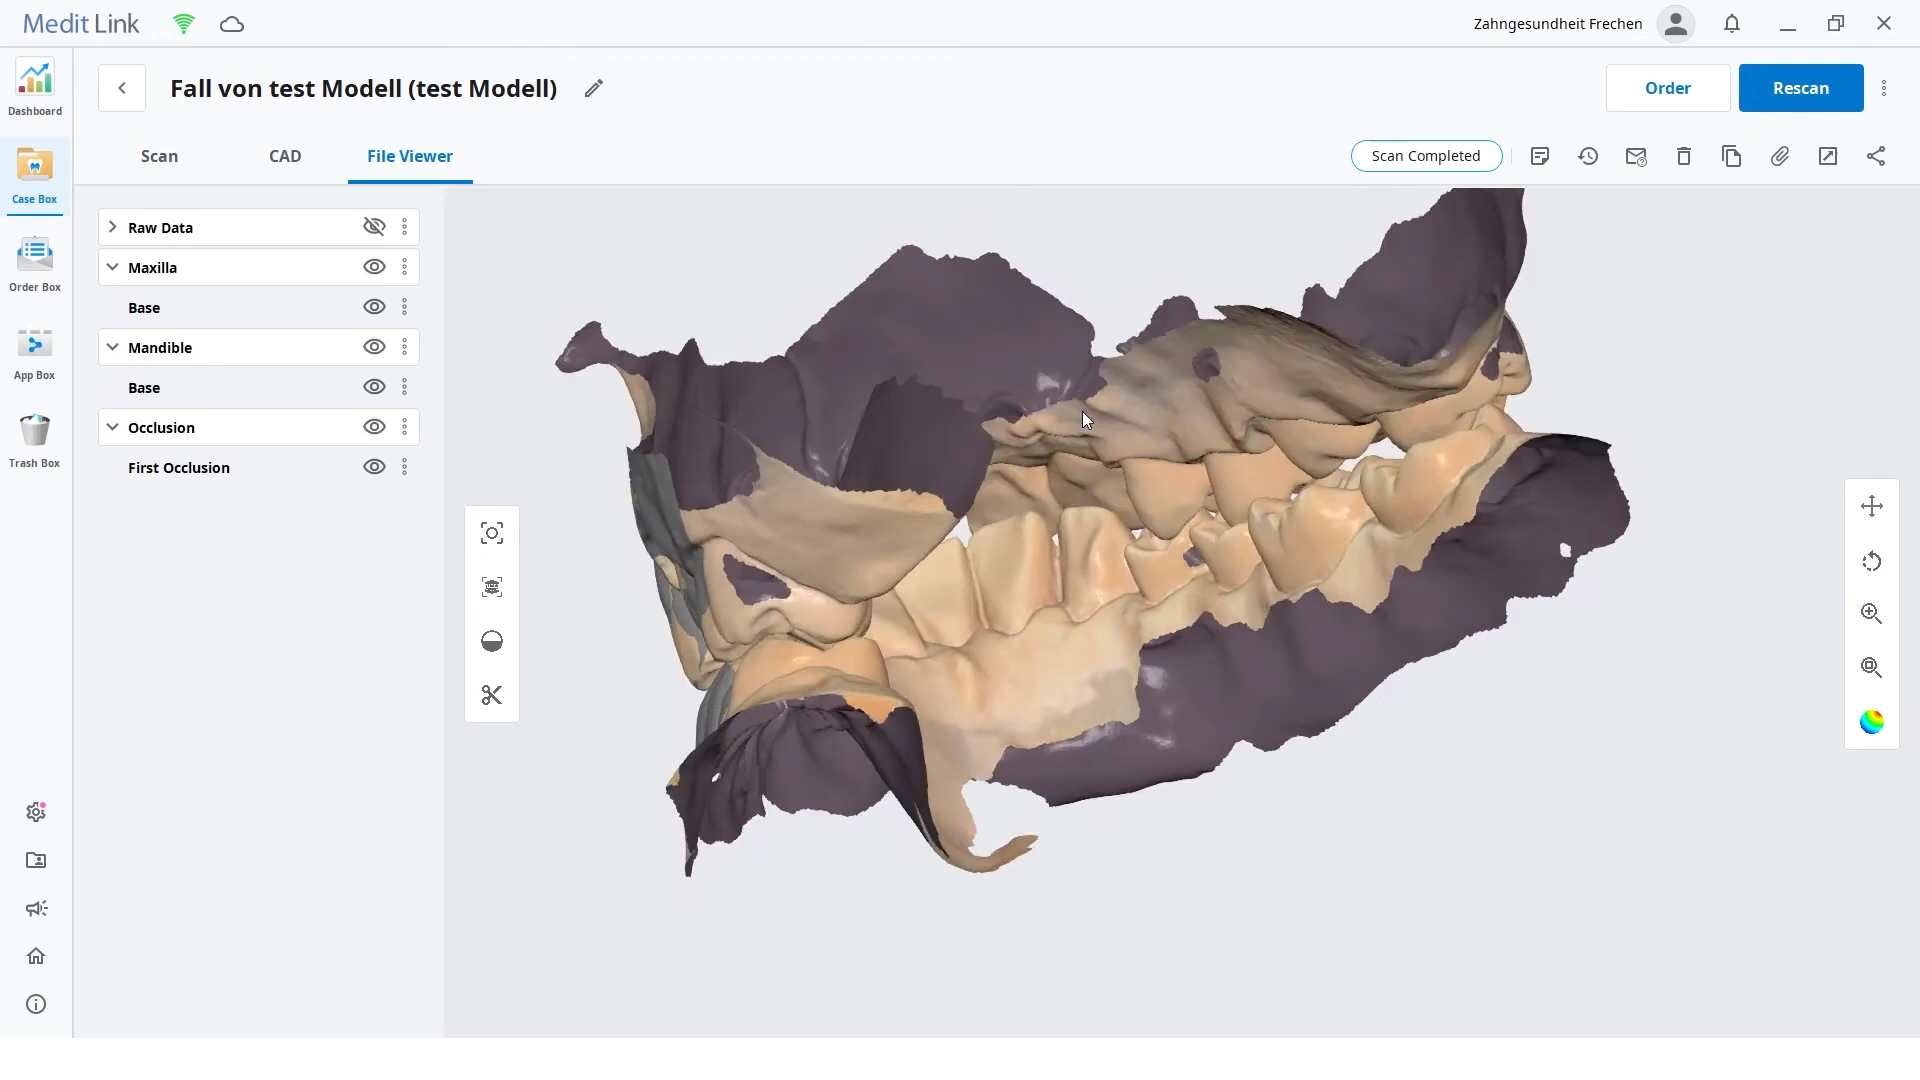 Medit Link
Zahngesundheit Frechen
Dashboard
Fall von test Modell (test Modell)
Order
Rescan
Scan
CAD
File Viewer
Scan Completed
Case Box
Raw Data
Maxilla
Base
Order Box
Mandible
App Box
Base
Occlusion
Trash Box
First Occlusion